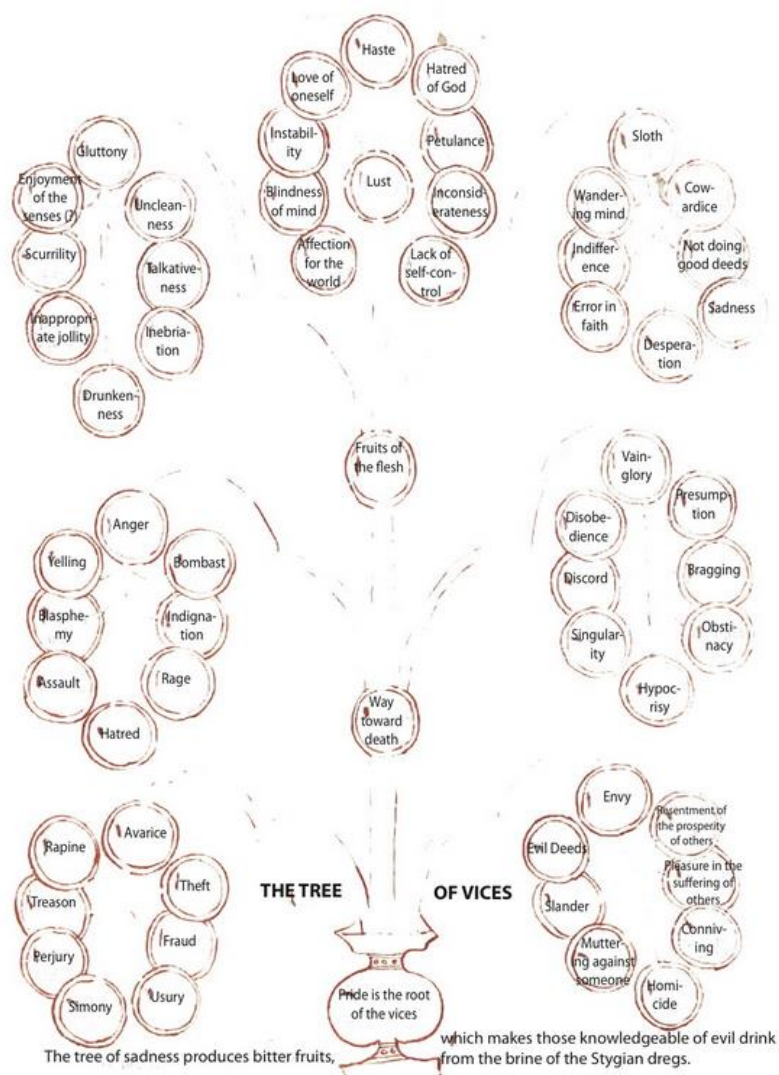 Haste
Love of
oneself
Hatred
of God
Instabil-
ity
Petulance
Lust
Blindness
of mind
Inconsid-
erateness
Affection
for the
world
Lack of
self-con-
trol
Gluttony
Enjoyment
of the
senses (?)
Unclean-
ness
Scurrility
Talkative-
ness
Inappropri-
ate jollity
Inebria-
tion
Drunken-
ness
Sloth
Wander-
ing mind
Cow-
ardice
Indiffer-
ence
Not doing
good deeds
Error in
faith
Sadness
Despera-
tion
Fruits of
the flesh
Anger
Yelling
Bombast
Blasphe-
my
Indigna-
tion
Assault
Rage
Hatred
Vain-
glory
Disobe-
dience
Presump-
tion
Discord
Bragging
Singular-
ity
Obsti-
nacy
Hypoc-
risy
Way
toward
death
Avarice
Rapine
Theft
Treason
Fraud
Perjury
Usury
Simony
THE TREE OF VICES
Envy
Resentment of
the prosperity
of others
Evil Deeds
Pleasure in the
suffering of
others
Slander
Conniv-
ing
Mutter-
ing against
someone
Homi-
cide
Pride is the root
of the vices
The tree of sadness produces bitter fruits,
which makes those knowledgeable of evil drink
from the brine of the Stygian dregs.